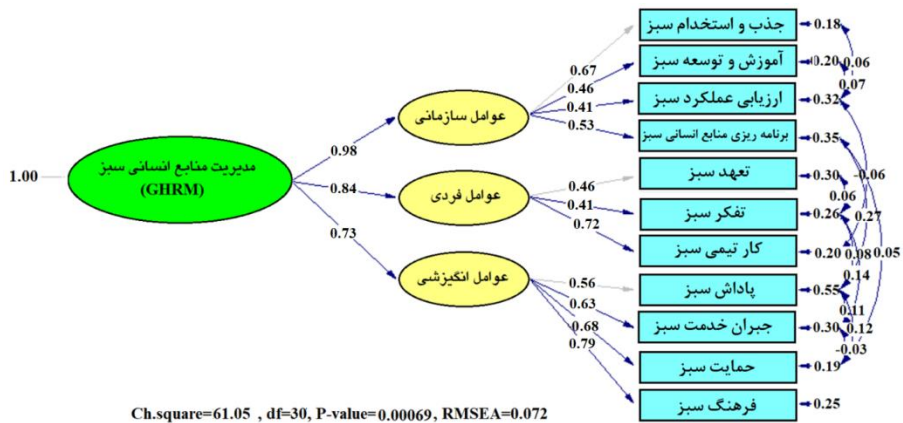 1.00
مدیریت منابع انسانی سبز
(GHRM)
0.98
0.84
0.73
عوامل سازمانی
عوامل فردی
عوامل انگیزشی
0.67
0.46
0.41
0.53
0.46
0.41
0.72
0.56
0.63
0.68
0.79
جذب و استخدام سبز
آموزش و توسعه سبز
ارزیابی عملکرد سبز
برنامه ریزی منابع انسانی سبز
تعهد سبز
تفکر سبز
کار تیمی سبز
پاداش سبز
جبران خدمت سبز
حمایت سبز
فرهنگ سبز
0.18
0.20
0.32
0.35
0.30
0.26
0.20
0.55
0.30
0.19
0.25
0.06
0.07
-0.06
0.06
0.27
0.08
0.05
0.14
0.11
0.12
-0.03
Ch.square=61.05 , df=30, P-value=0.00069, RMSEA=0.072